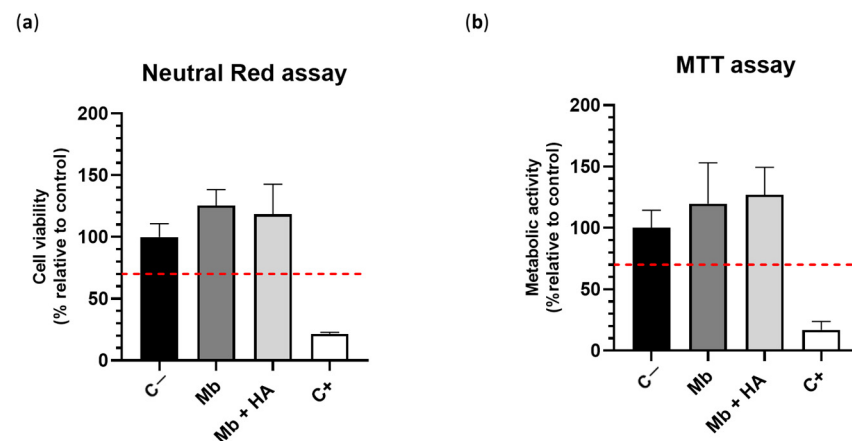 (a)
Neutral Red assay
Cell viability
(% relative to control)
200
150
100
50
0
C—
Mb
Mb + HA
C+
(b)
MTT assay
Metabolic activity
(%relative to control)
200
150
100
50
0
C—
Mb
Mb + HA
C+